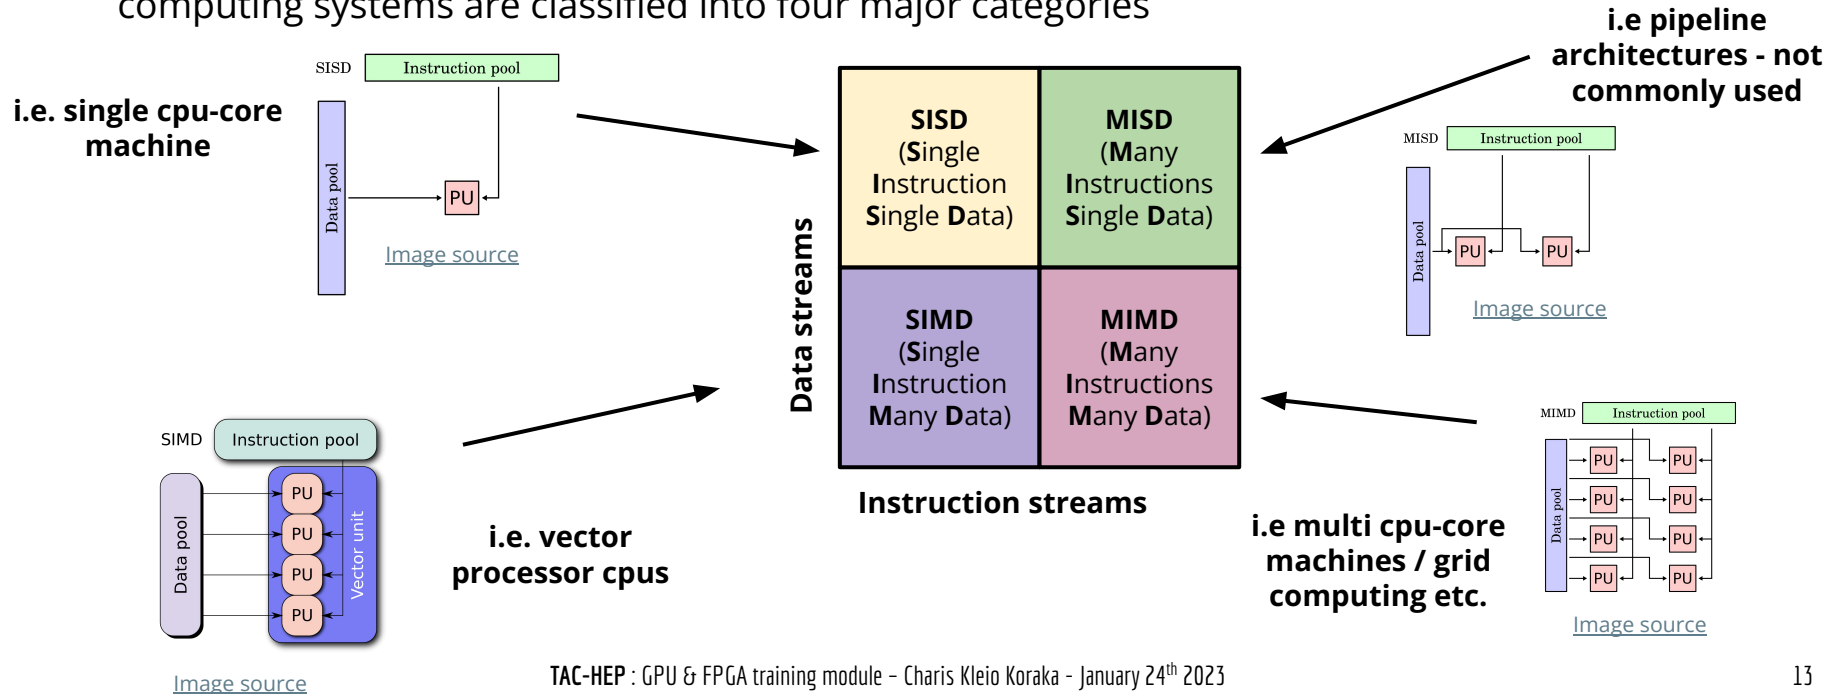 computing systems are classified into four major categories
i.e. single cpu-core
machine
SISD
Instruction pool
Data pool
PU
Image source
SISD
(Single
Instruction
Single Data)
MISD
(Many
Instructions
Single Data)
SIMD
(Single
Instruction
Many Data)
MIMD
(Many
Instructions
Many Data)
Data streams
Instruction streams
i.e pipeline
architectures - not
commonly used
MISD
Instruction pool
Data pool
PU
PU
Image source
SIMD
Instruction pool
Data pool
PU
PU
PU
PU
Vector unit
Image source
i.e. vector
processor cpus
i.e multi cpu-core
machines / grid
computing etc.
MIMD
Instruction pool
Data pool
PU
PU
PU
PU
PU
PU
PU
PU
Image source
TAC-HEP : GPU & FPGA training module – Charis Kleio Koraka - January 24th 2023
13